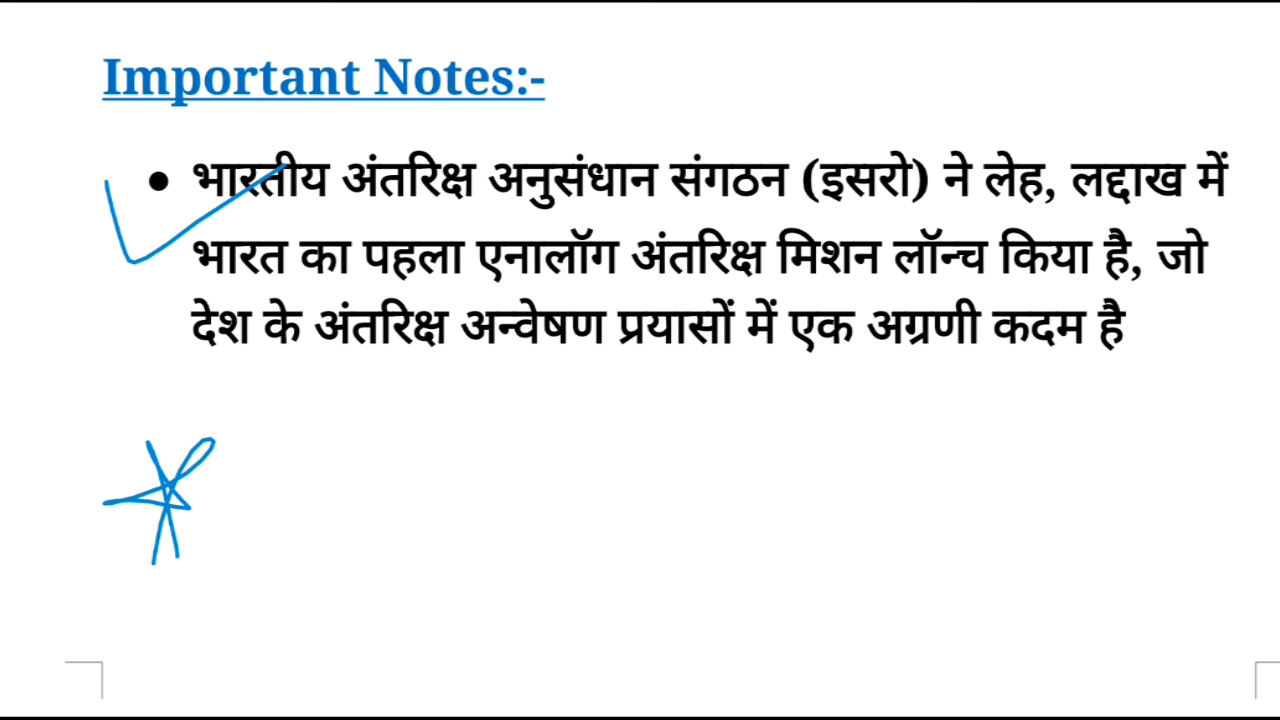 Important Notes:-
• भारतीय अंतरिक्ष अनुसंधान संगठन (इसरो) ने लेह, लद्दाख में
भारत का पहला एनालॉग अंतरिक्ष मिशन लॉन्च किया है, जो
देश के अंतरिक्ष अन्वेषण प्रयासों में एक अग्रणी कदम है